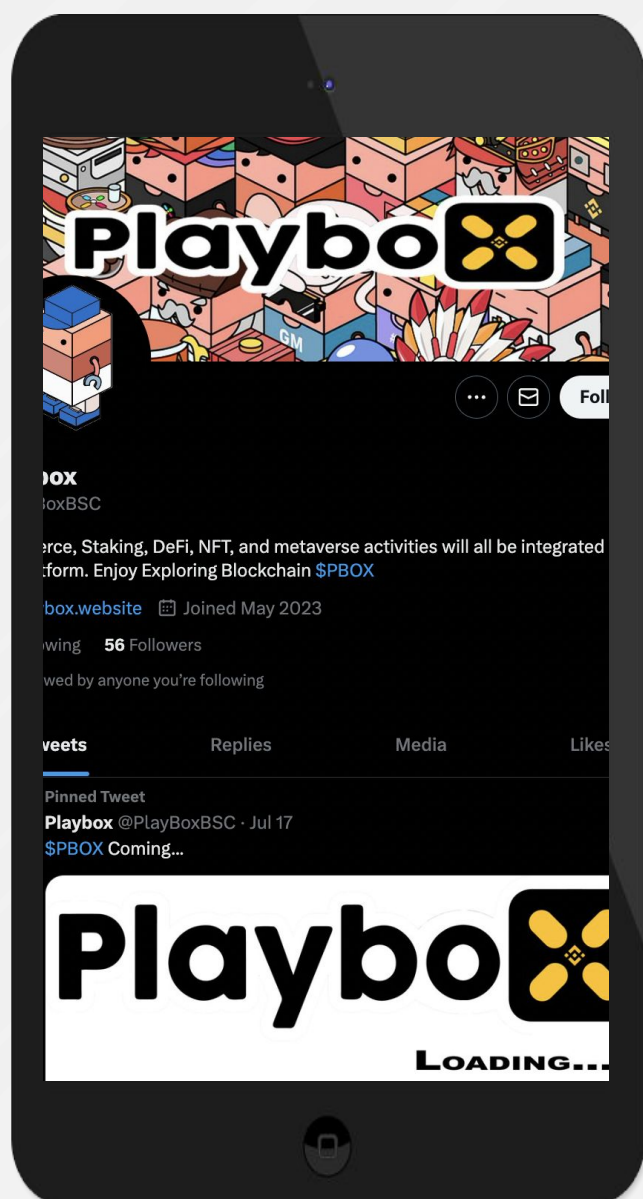 PlayboX
GM
Foll
box
BoxBSC
erce, Staking, DeFi, NFT, and metaverse activities will all be integrated
tform. Enjoy Exploring Blockchain $PBOX
box.website Joined May 2023
wing 56 Followers
wed by anyone you’re following
weets Replies Media Likes
Pinned Tweet
Playbox @PlayBoxBSC · Jul 17
$PBOX Coming...
PlayboX
LOADING...